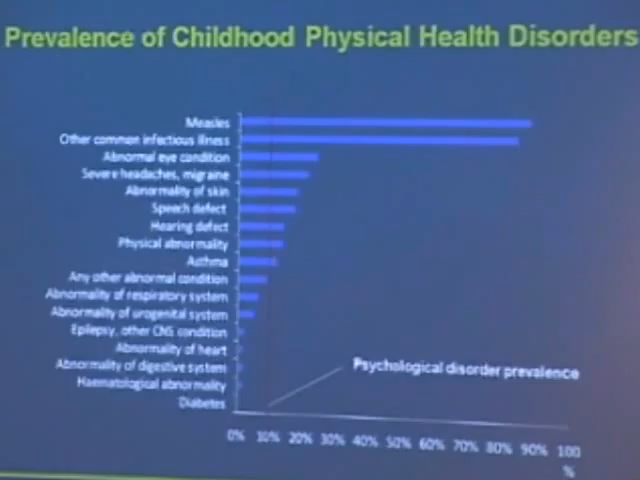 Prevalence of Childhood Physical Health Disorders
Measles
Other common infectious illness
Abnormal eye condition
Severe headaches, migraine
Abnormality of skin
Speech defect
Hearing defect
Physical abnormality
Asthma
Any other abnormal condition
Abnormality of respiratory system
Abnormality of urogenital system
Epilepsy, other CNS condition
Abnormality of heart
Abnormality of digestive system
Haematological abnormality
Diabetes
Psychological disorder prevalence
0% 10% 20% 30% 40% 50% 60% 70% 80% 90% 100
%